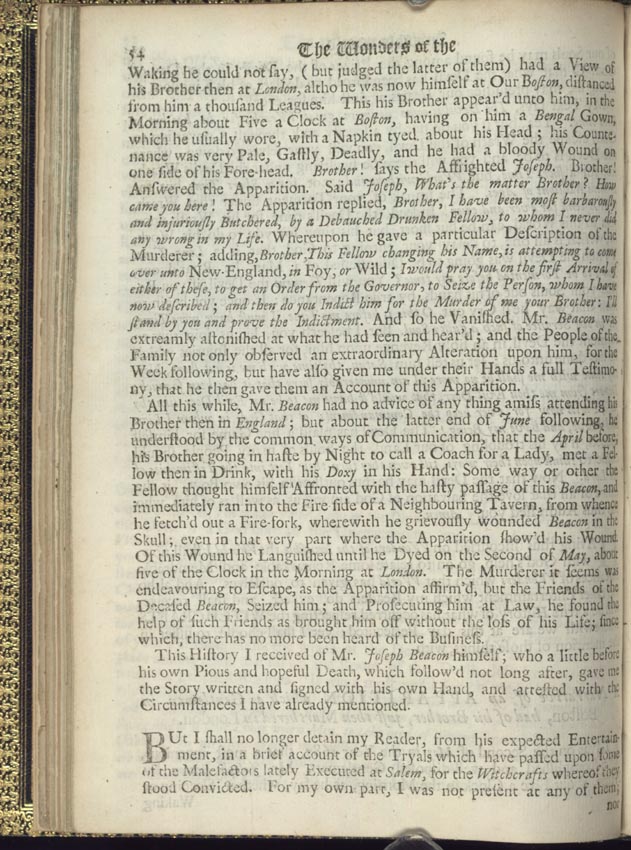 54 The Wonders of the
Waking he could not ſay, ( but judged the latter of them) had a View of
his Brother then at London, altho he was now himſelf at Our Boſton, diſtanced
from him a thouſand Leagues. This his Brother appear'd unto him, in the
Morning about Five a Clock at Boſton, having on him a Bengal Gown,
which he uſually wore, with a Napkin tyed about his Head ; his Counte-
nance was very Pale, Gaſtly, Deadly, and he had a bloody Wound on
one ſide of his Fore-head. Brother! ſays the Affrighted Joſeph. Brother!
Anſwered the Apparition. Said Joſeph, What's the matter Brother? How
came you here! The Apparition replied, Brother, I have been moſt barbarouſly
and injuriouſly Butchered, by a Debauched Drunken Fellow, to whom I never did
any wrong in my Life. Whereupon he gave a particular Deſcription of the
Murderer ; adding, Brother, This Fellow changing his Name, is attempting to come
over unto New-England, in Foy, or Wild ; I would pray you on the firſt Arrival of
either of theſe, to get an Order from the Governor, to Seize the Perſon, whom I have
now deſcribed ; and then do you Indict him for the Murder of me your Brother : I'll
ſtand by you and prove the Indictment. And ſo he Vaniſhed. Mr. Beacon was
extreamly aſtoniſhed at what he had ſeen and hear'd ; and the People of the
Family not only obſerved an extraordinary Alteration upon him, for the
Week following, but have alſo given me under their Hands a full Teſtimo-
ny, that he then gave them an Account of this Apparition.
All this while, Mr. Beacon had no advice of any thing amiſs attending his
Brother then in England ; but about the latter end of June following, he
underſtood by the common ways of Communication, that the April before,
his Brother going in haſte by Night to call a Coach for a Lady, met a Fel-
low then in Drink, with his Doxy in his Hand: Some way or other the
Fellow thought himſelf Affronted with the haſty paſſage of this Beacon, and
immediately ran into the Fire ſide of a Neighbouring Tavern, from whence
he fetch'd out a Fire-fork, wherewith he grievouſly wounded Beacon in the
Skull ; even in that very part where the Apparition ſhow'd his Wound
Of this Wound he Languiſhed until he Dyed on the Second of May, about
five of the Clock in the Morning at London. The Murderer it ſeems was
endeavouring to Eſcape, as the Apparition affirm'd, but the Friends of the
Deceaſed Beacon, Seized him ; and Proſecuting him at Law, he found the
help of ſuch Friends as brought him off without the loſs of his Life ; ſince
which, there has no more been heard of the Buſineſs.
This Hiſtory I received of Mr. Joſeph Beacon himſelf ; who a little before
his own Pious and hopeful Death, which follow'd not long after, gave me
the Story written and ſigned with his own Hand, and atteſted with the
Circumſtances I have already mentioned.
BUt I ſhall no longer detain my Reader, from his expected Entertain-
ment, in a brief account of the Tryals which have paſſed upon ſome
of the Malefactors lately Executed at Salem, for the Witchcrafts whereof they
ſtood Convicted. For my own part, I was not preſent at any of them ;
nor